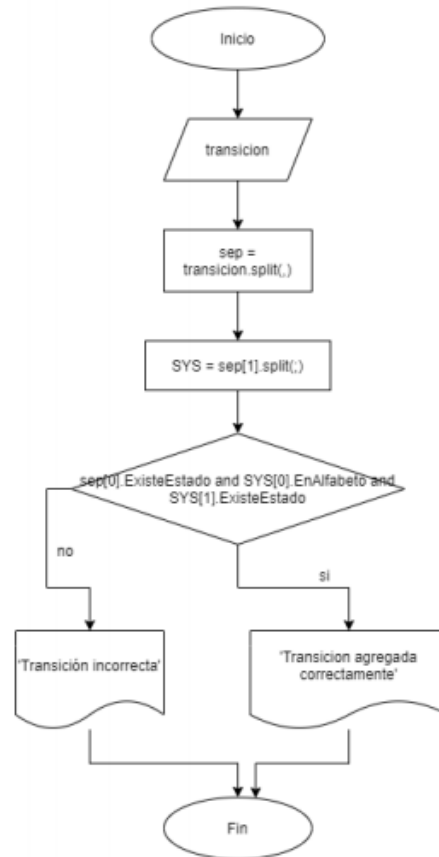 Inicio
transicion
sep =
transicion.split(,)
SYS = sep[1].split(;)
sep[0].ExisteEstado and SYS[0].EnAlfabeto and
SYS[1].ExisteEstado
no
si
'Transición incorrecta'
'Transicion agregada
correctamente'
Fin